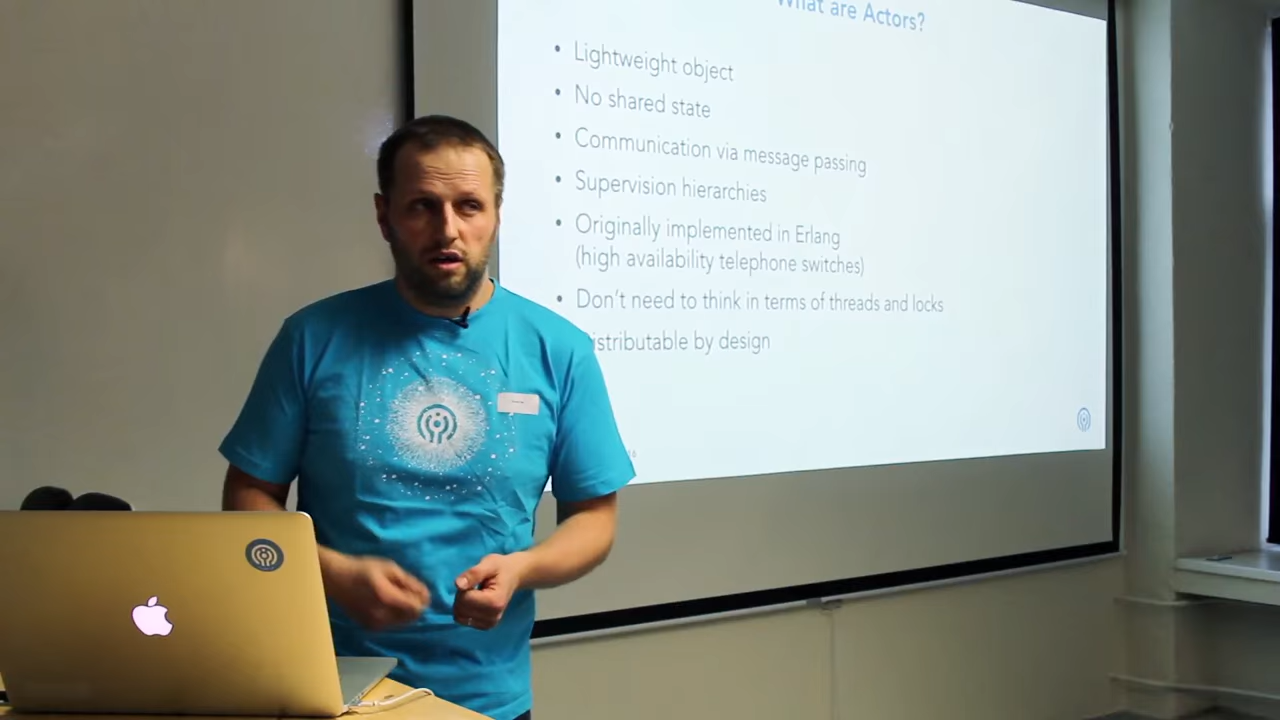 What are Actors?
• Lightweight object
• No shared state
• Communication via message passing
• Supervision hierarchies
• Originally implemented in Erlang
(high availability telephone switches)
• Don't need to think in terms of threads and locks
istributable by design